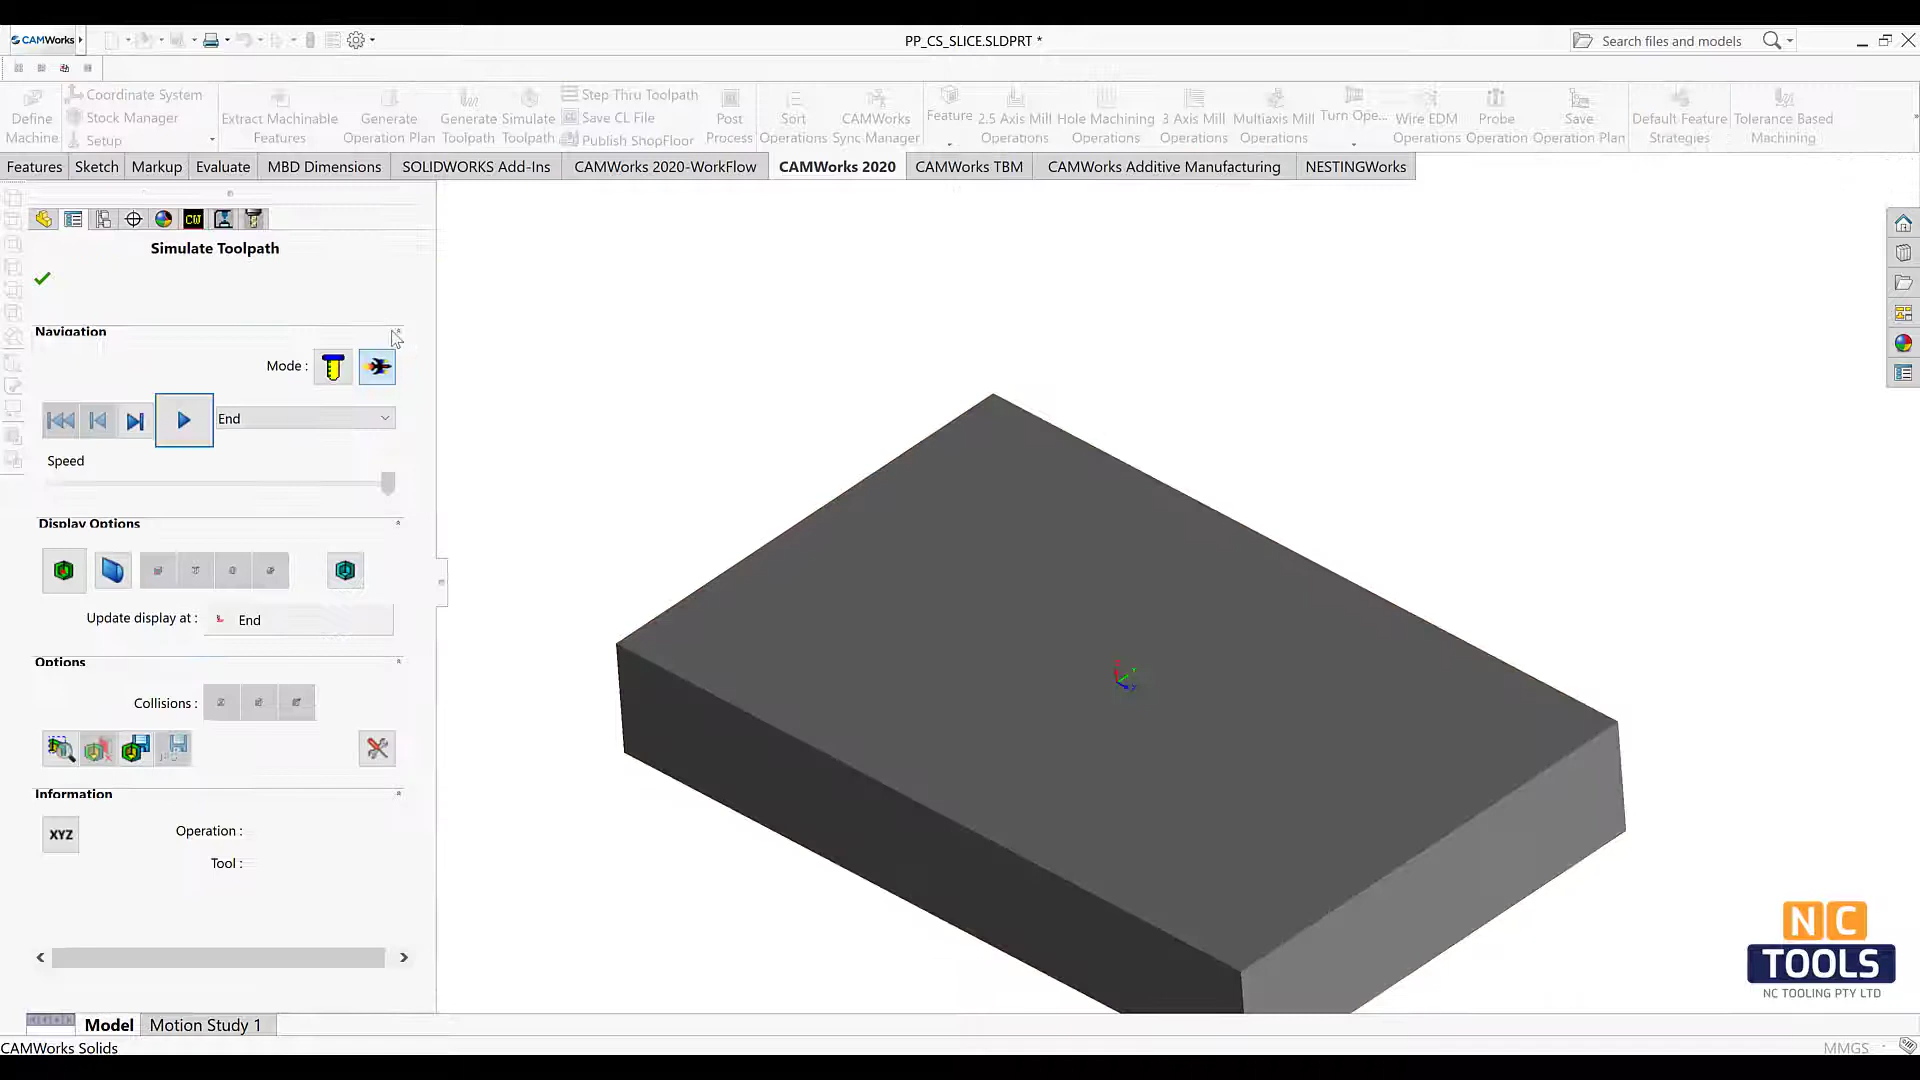 CAMWorks
PP_CS_SLICE.SLDPRT *
Search files and models
Define Machine
Coordinate System
Stock Manager
Setup
Extract Machinable Features
Generate Operation Plan
Generate Toolpath
Simulate Toolpath
Step Thru Toolpath
Save CL File
Publish ShopFloor
Post Process
Sort Operations
CAMWorks Sync Manager
Feature
2.5 Axis Mill Operations
Hole Machining Operations
3 Axis Mill Operations
Multiaxis Mill Operations
Turn Ope...
Wire EDM Operations
Probe Operation
Save Operation Plan
Default Feature Strategies
Tolerance Based Machining
Features
Sketch
Markup
Evaluate
MBD Dimensions
SOLIDWORKS Add-Ins
CAMWorks 2020-WorkFlow
CAMWorks 2020
CAMWorks TBM
CAMWorks Additive Manufacturing
NESTINGWorks
CW
Simulate Toolpath
Navigation
Mode :
End
Speed
Display Options
Update display at :
End
Options
Collisions :
Information
XYZ
Operation :
Tool :
NC
TOOLS
NC TOOLING PTY LTD
Model
Motion Study 1
CAMWorks Solids
MMGS